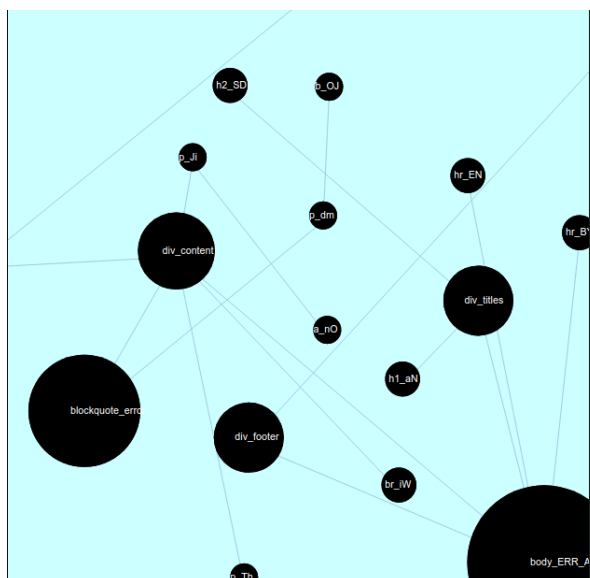 h2_SD
b_OJ
p_Ji
hr_EN
p_dm
hr_BY
div_content
div_titles
a_nO
h1_aN
blockquote_erro
div_footer
br_iW
body_ERR_A
p_Th